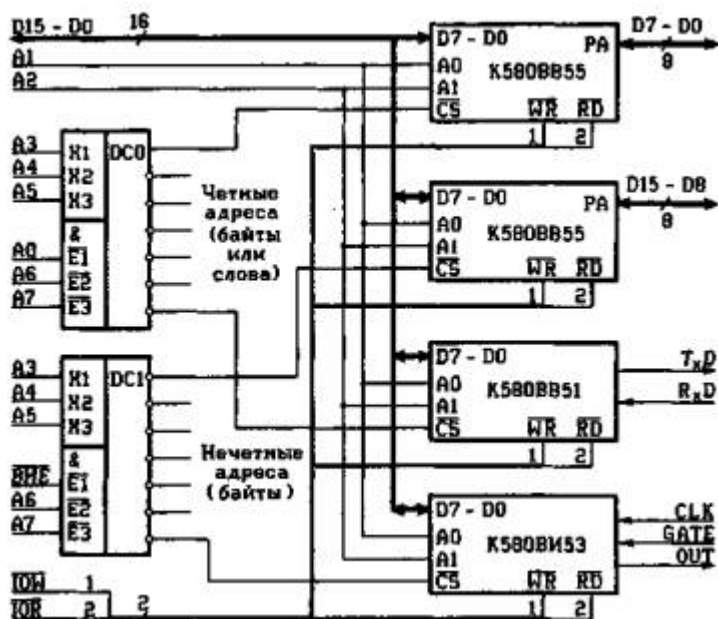 D15 - D0
16
A1
A2
D7 - D0
A0
A1
CS
PA
К580ВВ55
WR
RD
1
2
D7 - D0
8
A3
A4
A5
X1
X2
X3
DC0
&
A0
A6
A7
E1
E2
E3
Четные
адреса
(байты
или
слова)
D7 - D0
A0
A1
CS
PA
К580ВВ55
WR
RD
1
2
D15 - D8
8
A3
A4
A5
X1
X2
X3
DC1
&
BHE
A6
A7
E1
E2
E3
Нечетные
адреса
(байты)
D7 - D0
A0
A1
CS
К580ВВ51
WR
RD
1
2
TxD
RxD
D7 - D0
A0
A1
CS
К580ВИ53
WR
RD
1
2
CLK
GATE
OUT
IOW 1
IOR 2
2